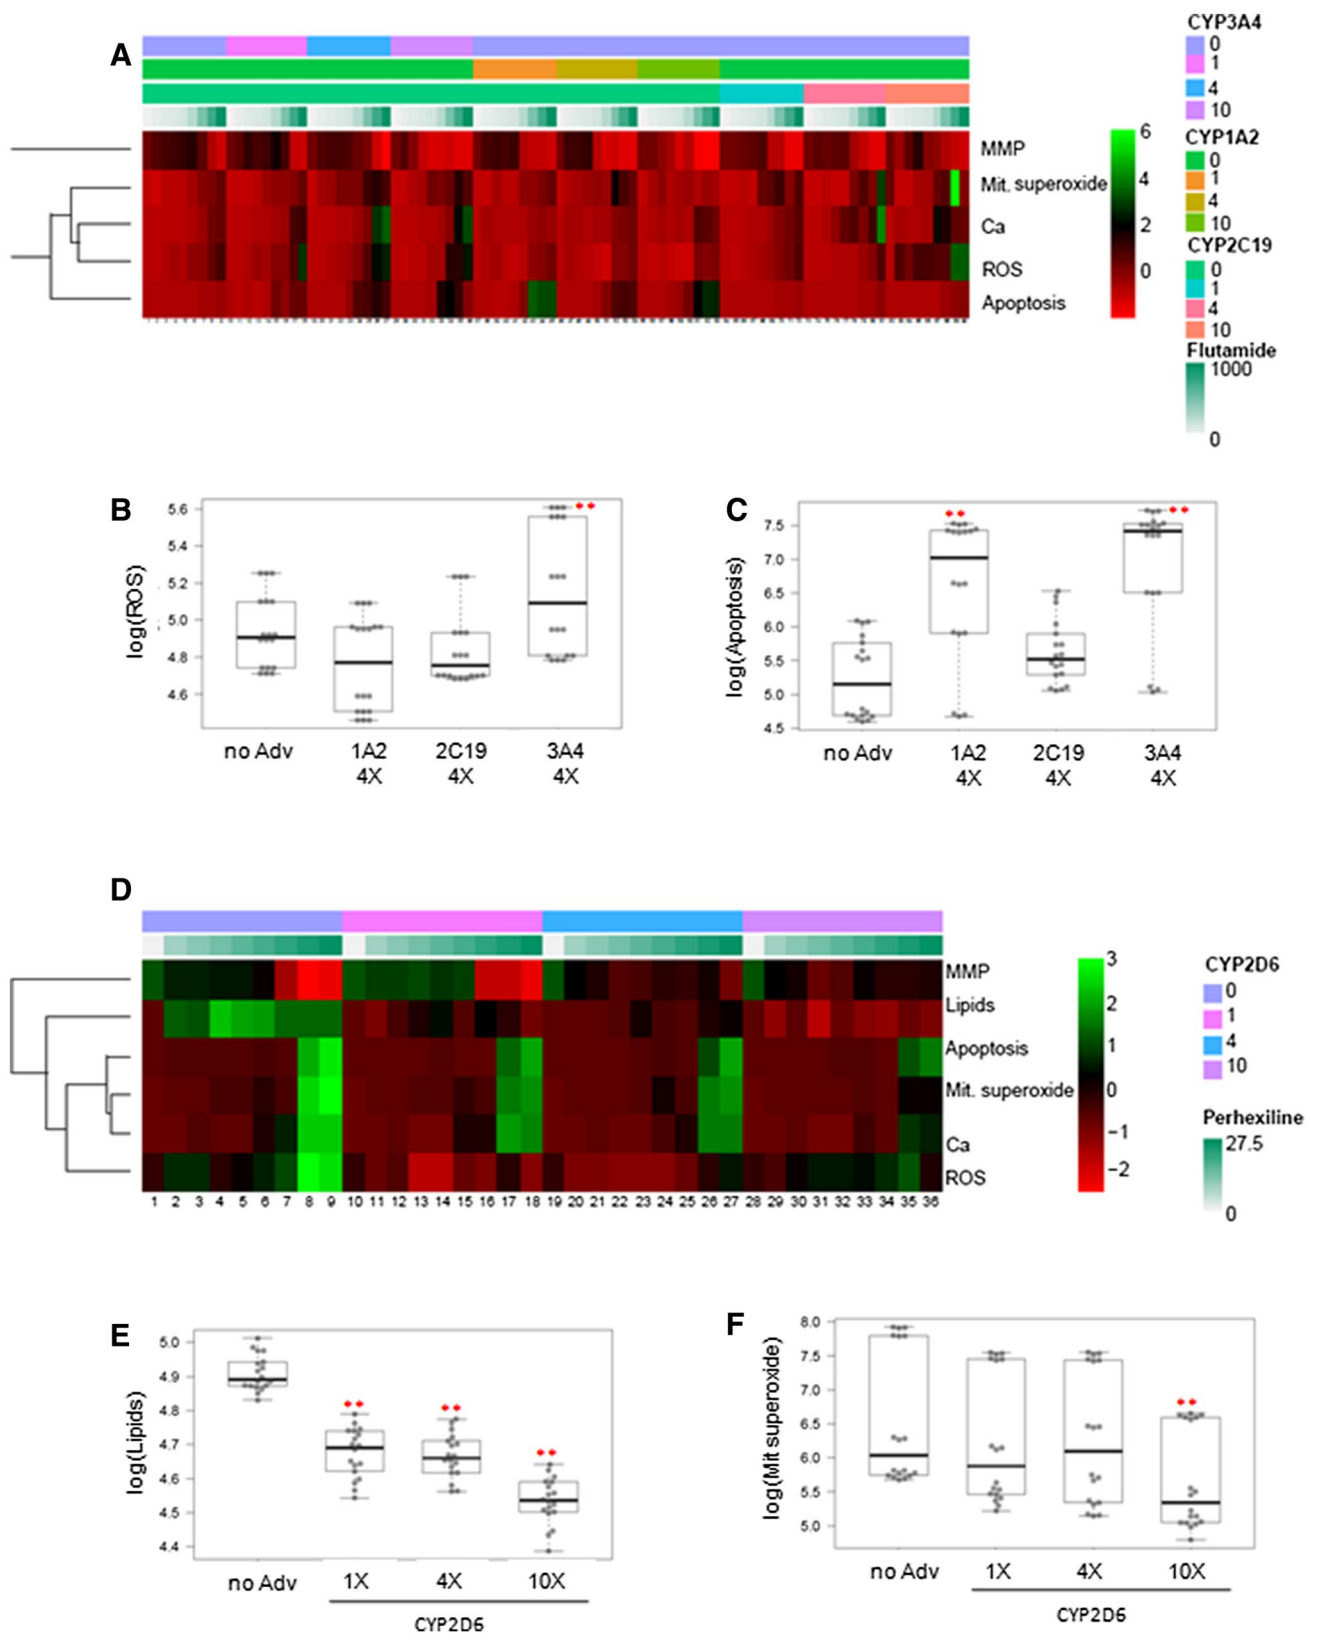 A
CYP3A4
0
1
4
10
CYP1A2
0
1
4
10
CYP2C19
0
1
4
10
Flutamide
1000
0
MMP
Mit. superoxide
Ca
ROS
Apoptosis
6
4
2
0
B
log(ROS)
5.6
5.4
5.2
5.0
4.8
4.6
**
no Adv 1A2 2C19 3A4
4X 4X 4X
C
log(Apoptosis)
7.5
7.0
6.5
6.0
5.5
5.0
4.5
** **
no Adv 1A2 2C19 3A4
4X 4X 4X
D
MMP
Lipids
Apoptosis
Mit. superoxide
Ca
ROS
1 2 3 4 5 6 7 8 9 10 11 12 13 14 15 16 17 18 19 20 21 22 23 24 25 26 27 28 29 30 31 32 33 34 35 36
3
2
1
0
−1
−2
CYP2D6
0
1
4
10
Perhexiline
27.5
0
E
log(Lipids)
5.0
4.9
4.8
4.7
4.6
4.5
4.4
** ** **
no Adv 1X 4X 10X
CYP2D6
F
log(Mit superoxide)
8.0
7.5
7.0
6.5
6.0
5.5
5.0
**
no Adv 1X 4X 10X
CYP2D6